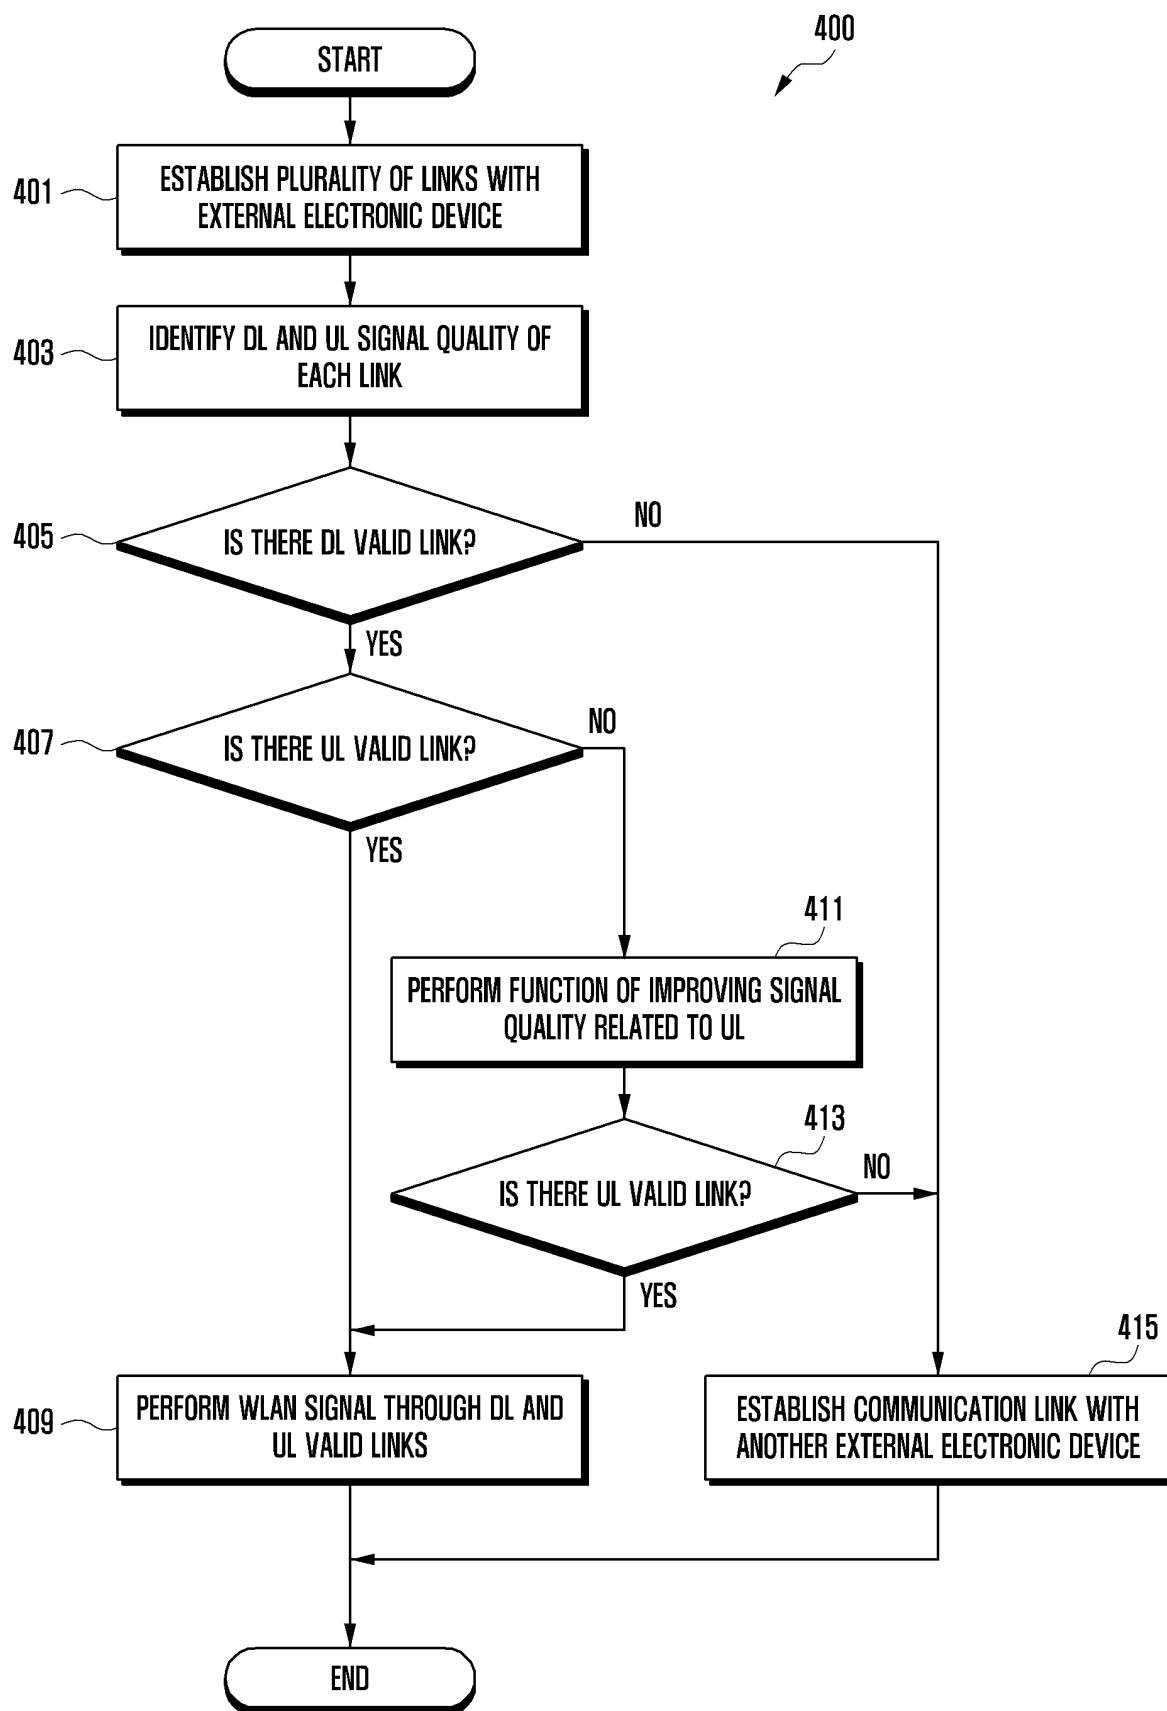 START
400
401
ESTABLISH PLURALITY OF LINKS WITH
EXTERNAL ELECTRONIC DEVICE
403
IDENTIFY DL AND UL SIGNAL QUALITY OF
EACH LINK
405
IS THERE DL VALID LINK?
NO
YES
407
IS THERE UL VALID LINK?
NO
YES
411
PERFORM FUNCTION OF IMPROVING SIGNAL
QUALITY RELATED TO UL
413
IS THERE UL VALID LINK?
NO
YES
409
PERFORM WLAN SIGNAL THROUGH DL AND
UL VALID LINKS
415
ESTABLISH COMMUNICATION LINK WITH
ANOTHER EXTERNAL ELECTRONIC DEVICE
END